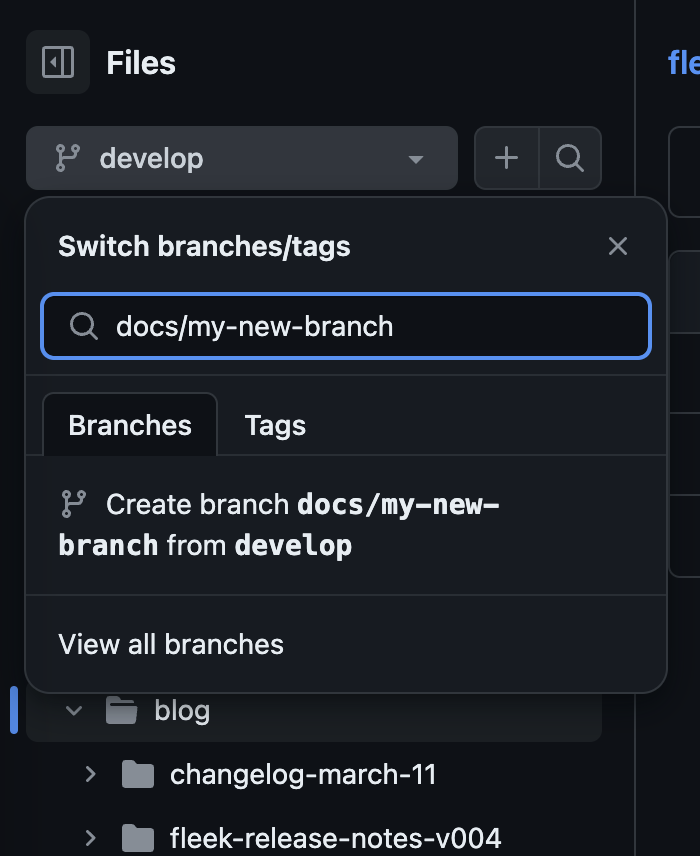 Files
fle
develop
Switch branches/tags
docs/my-new-branch
Branches Tags
Create branch docs/my-new-
branch from develop
View all branches
blog
changelog-march-11
fleek-release-notes-v004